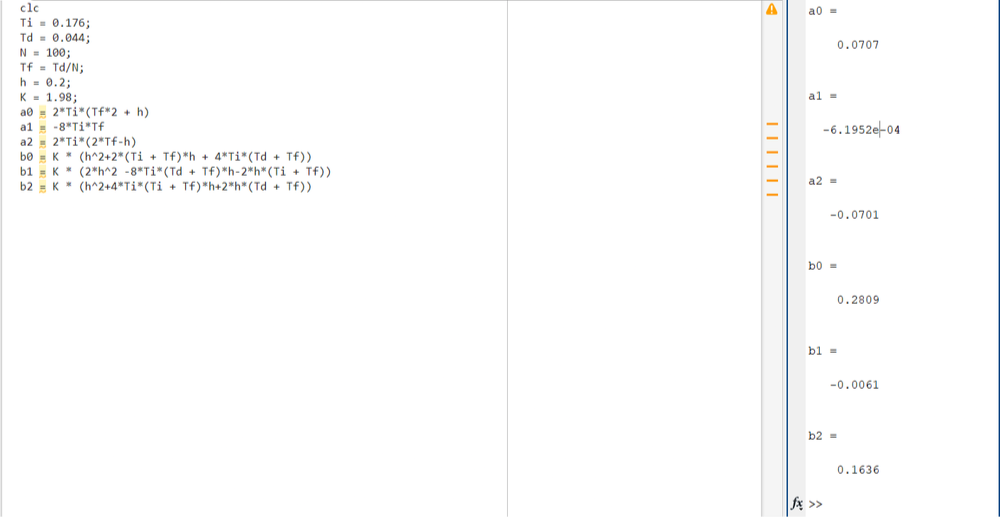 clc
Ti = 0.176;
Td = 0.044;
N = 100;
Tf = Td/N;
h = 0.2;
K = 1.98;
a0 = 2*Ti*(Tf*2 + h)
a1 = -8*Ti*Tf
a2 = 2*Ti*(2*Tf-h)
b0 = K * (h^2+2*(Ti + Tf)*h + 4*Ti*(Td + Tf))
b1 = K * (2*h^2 -8*Ti*(Td + Tf)*h-2*h*(Ti + Tf))
b2 = K * (h^2+4*Ti*(Ti + Tf)*h+2*h*(Td + Tf))
a0 =
0.0707
a1 =
-6.1952e-04
a2 =
-0.0701
b0 =
0.2809
b1 =
-0.0061
b2 =
0.1636
fx >>